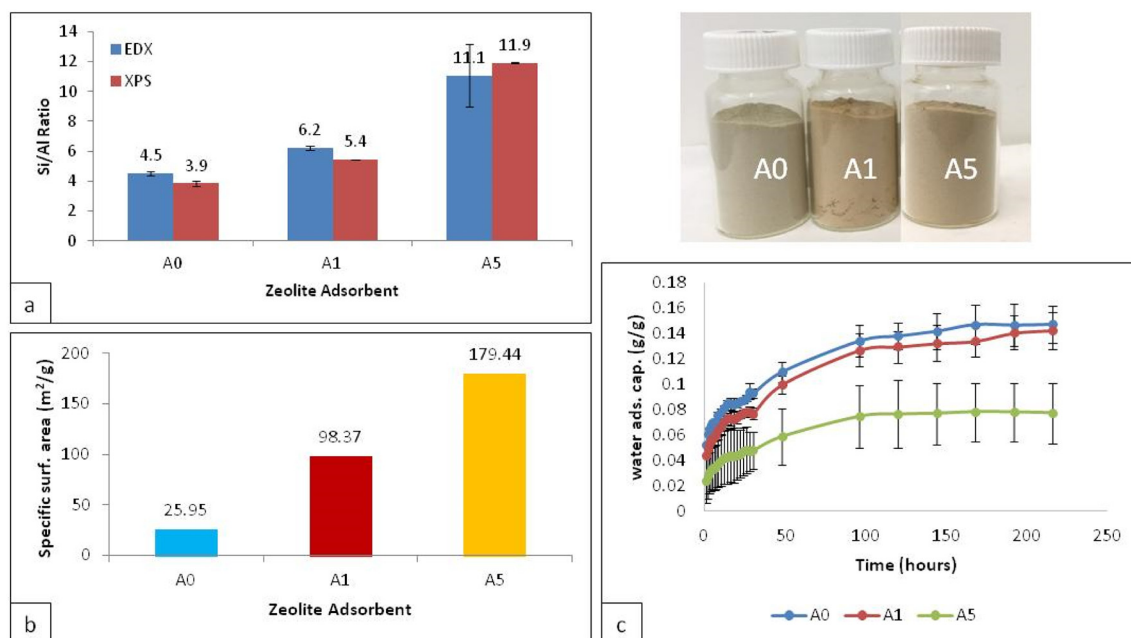 14
12
10
8
6
4
2
0
Si/Al Ratio
EDX
XPS
4.5
3.9
6.2
5.4
11.1
11.9
A0
A1
A5
Zeolite Adsorbent
a
A0
A1
A5
200
150
100
50
0
Specific surf. area (m²/g)
25.95
98.37
179.44
A0
A1
A5
Zeolite Adsorbent
b
0.18
0.16
0.14
0.12
0.1
0.08
0.06
0.04
0.02
0
water ads. cap. (g/g)
0
50
100
150
200
250
Time (hours)
A0
A1
A5
c